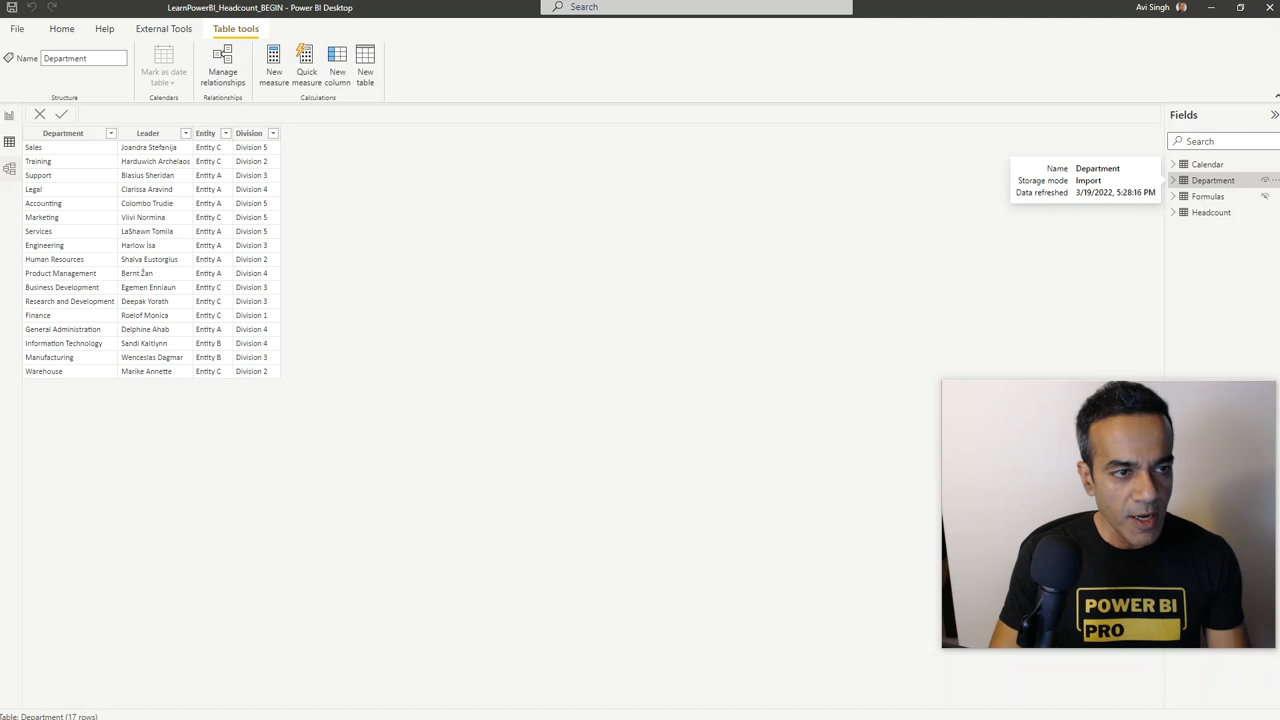 LearnPowerBI_Headcount_BEGIN - Power BI Desktop
Search
Avi Singh
File
Home
Help
External Tools
Table tools
Name
Department
Mark as date table
Manage relationships
New measure
Quick measure
New column
New table
Structure
Calendars
Relationships
Calculations
Department Leader Entity Division
Sales Joandra Stefanija Entity C Division 5
Training Harduwich Archelaos Entity C Division 2
Support Blasius Sheridan Entity A Division 3
Legal Clarissa Aravind Entity A Division 4
Accounting Colombo Trudie Entity A Division 5
Marketing Viivi Normina Entity C Division 5
Services LaShawn Tomila Entity A Division 5
Engineering Harlow Ísa Entity A Division 3
Human Resources Shalva Eustorgius Entity A Division 2
Product Management Bernt Žan Entity A Division 4
Business Development Egemen Enniaun Entity C Division 3
Research and Development Deepak Yorath Entity C Division 3
Finance Roelof Monica Entity C Division 1
General Administration Delphine Ahab Entity A Division 4
Information Technology Sandi Kaitlynn Entity B Division 4
Manufacturing Wenceslas Dagmar Entity B Division 3
Warehouse Marike Annette Entity C Division 2
Name Department
Storage mode Import
Data refreshed 3/19/2022, 5:28:16 PM
Fields
Search
Calendar
Department
Formulas
Headcount
POWER BI
PRO
Table: Department (17 rows)